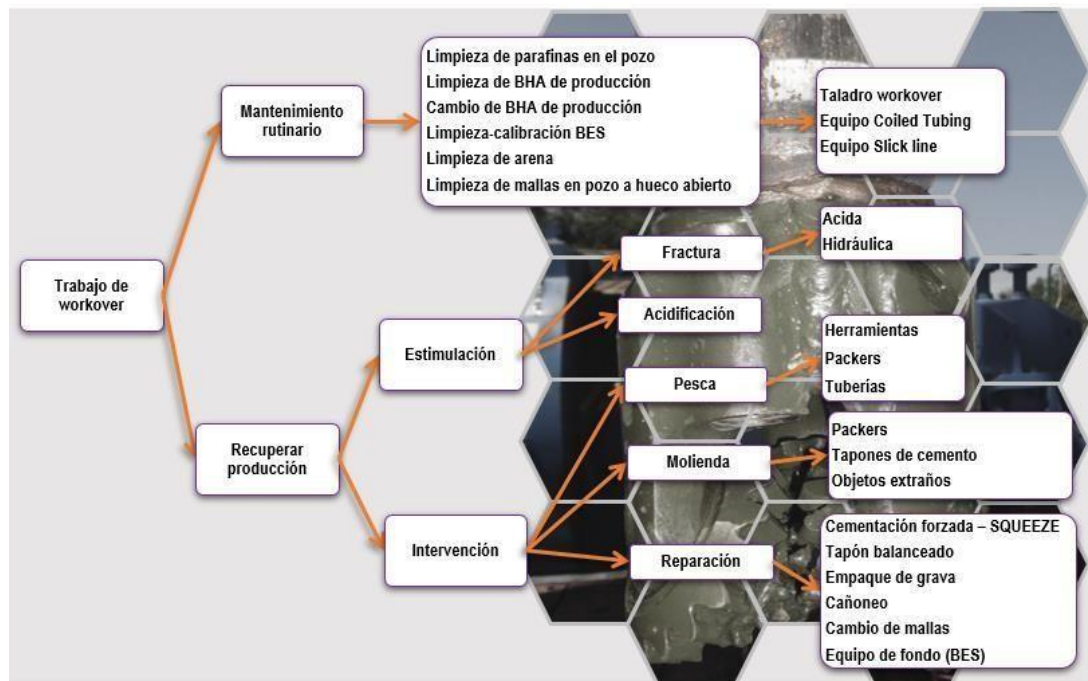 Trabajo de
workover
Mantenimiento
rutinario
Limpieza de parafinas en el pozo
Limpieza de BHA de producción
Cambio de BHA de producción
Limpieza-calibración BES
Limpieza de arena
Limpieza de mallas en pozo a hueco abierto
Taladro workover
Equipo Coiled Tubing
Equipo Slick line
Recuperar
producción
Estimulación
Fractura
Acida
Hidráulica
Acidificación
Intervención
Pesca
Herramientas
Packers
Tuberías
Molienda
Packers
Tapones de cemento
Objetos extraños
Reparación
Cementación forzada – SQUEEZE
Tapón balanceado
Empaque de grava
Cañoneo
Cambio de mallas
Equipo de fondo (BES)